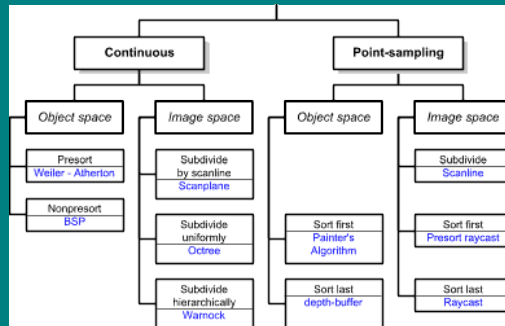 Continuous
Point-sampling
Object space
Image space
Object space
Image space
Presort
Weiler - Atherton
Nonpresort
BSP
Subdivide
by scanline
Scanplane
Subdivide
uniformly
Octree
Subdivide
hierarchically
Warnock
Sort first
Painter's
Algorithm
Sort last
depth-buffer
Subdivide
Scanline
Sort first
Presort raycast
Sort last
Raycast